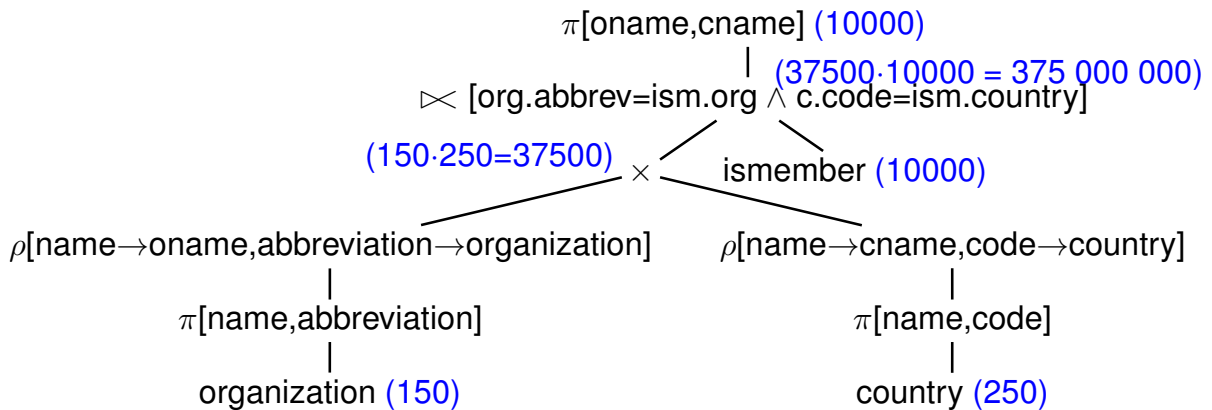 π[oname,cname] (10000)
(37500·10000 = 375 000 000)
⋊ [org.abbrev=ism.org ∧ c.code=ism.country]
(150·250=37500) × ismember (10000)
ρ[name→oname,abbreviation→organization] ρ[name→cname,code→country]
π[name,abbreviation] π[name,code]
organization (150) country (250)